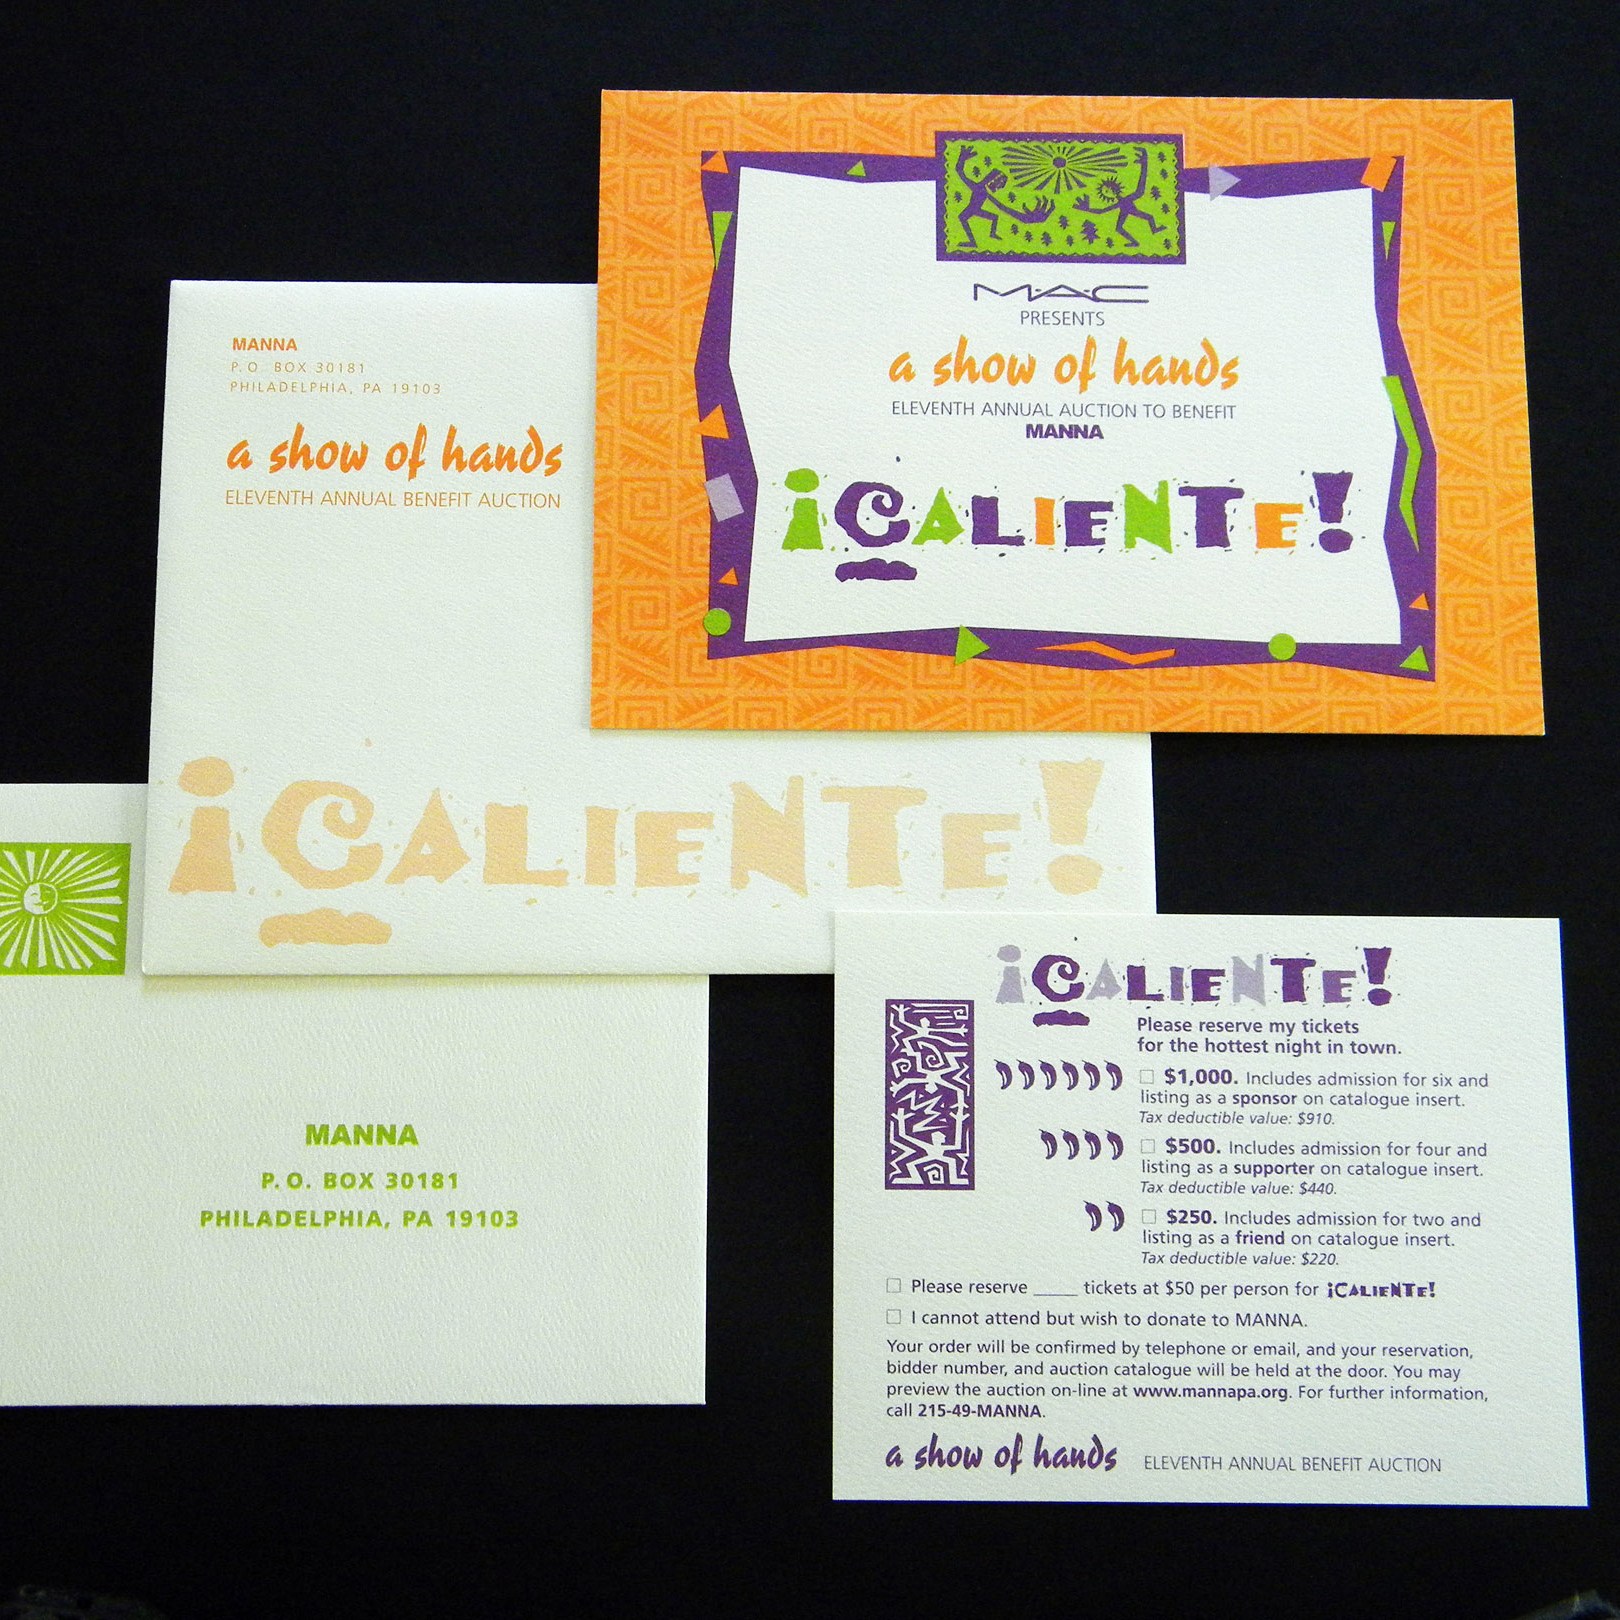 M·A·C
PRESENTS
a show of hands
ELEVENTH ANNUAL AUCTION TO BENEFIT
MANNA
¡CALIENTE!
MANNA
P.O. BOX 30181
PHILADELPHIA, PA 19103
a show of hands
ELEVENTH ANNUAL BENEFIT AUCTION
¡CALIENTE!
MANNA
P.O. BOX 30181
PHILADELPHIA, PA 19103
¡CALIENTE!
Please reserve my tickets
for the hottest night in town.
☐ $1,000. Includes admission for six and
listing as a sponsor on catalogue insert.
Tax deductible value: $910.
☐ $500. Includes admission for four and
listing as a supporter on catalogue insert.
Tax deductible value: $440.
☐ $250. Includes admission for two and
listing as a friend on catalogue insert.
Tax deductible value: $220.
☐ Please reserve _____ tickets at $50 per person for ¡CALIENTE!
☐ I cannot attend but wish to donate to MANNA.
Your order will be confirmed by telephone or email, and your reservation,
bidder number, and auction catalogue will be held at the door. You may
preview the auction on-line at www.mannapa.org. For further information,
call 215-49-MANNA.
a show of hands ELEVENTH ANNUAL BENEFIT AUCTION